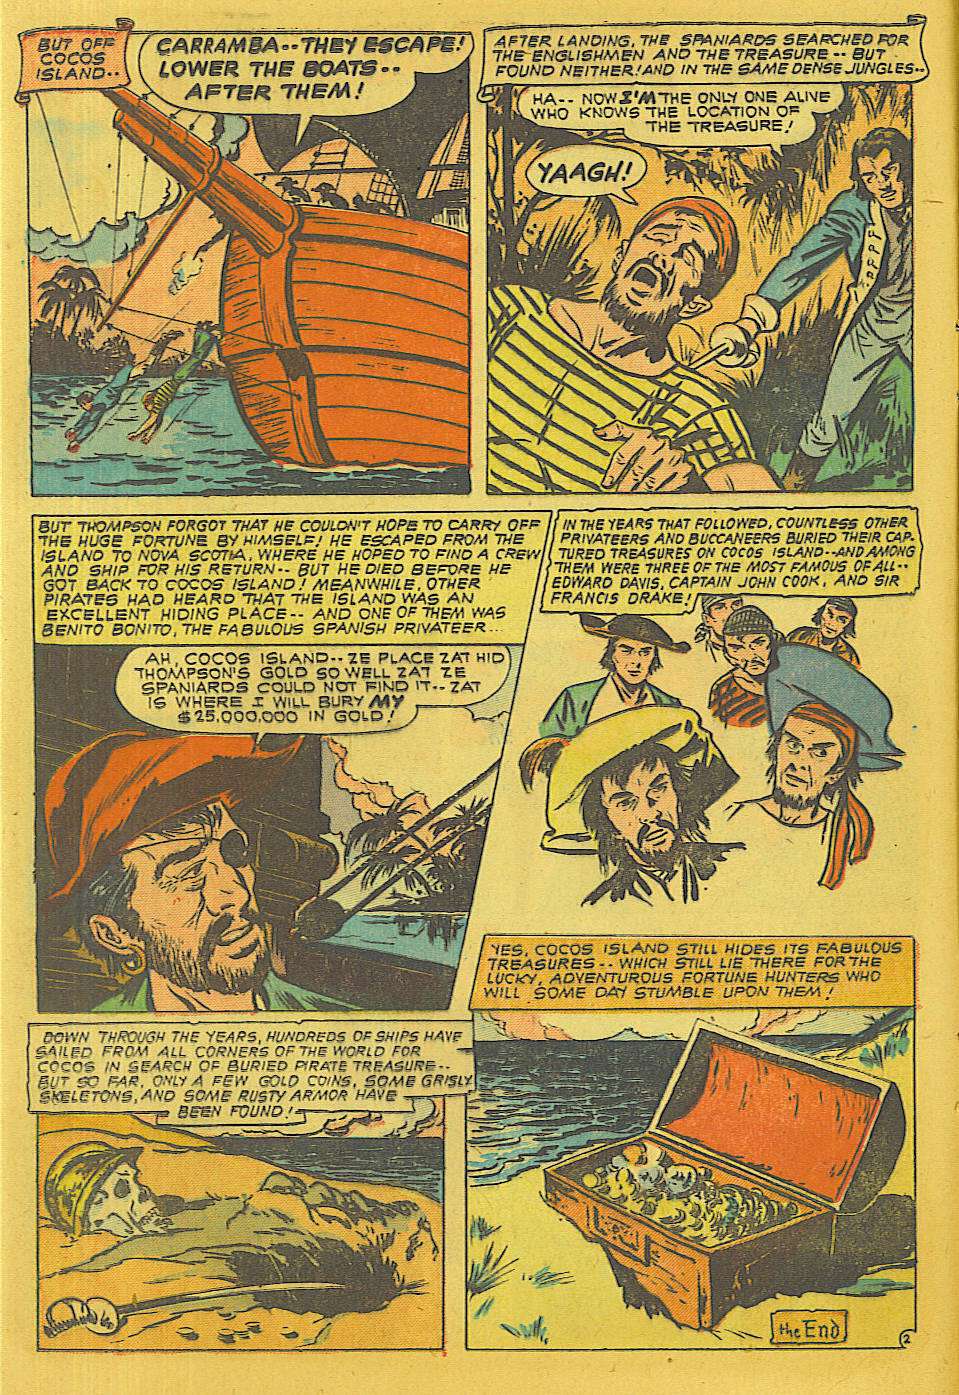 BUT OFF
COCOS
ISLAND--
CARRAMBA--THEY ESCAPE!
LOWER THE BOATS--
AFTER THEM!
AFTER LANDING, THE SPANIARDS SEARCHED FOR
THE ENGLISHMEN AND THE TREASURE--BUT
FOUND NEITHER! AND IN THE SAME DENSE JUNGLES--
HA-- NOW I'M THE ONLY ONE ALIVE
WHO KNOWS THE LOCATION OF
THE TREASURE!
YAAGH!
BUT THOMPSON FORGOT THAT HE COULDN'T HOPE TO CARRY OFF
THE HUGE FORTUNE BY HIMSELF! HE ESCAPED FROM THE
ISLAND TO NOVA SCOTIA, WHERE HE HOPED TO FIND A CREW
AND SHIP FOR HIS RETURN-- BUT HE DIED BEFORE HE
GOT BACK TO COCOS ISLAND! MEANWHILE, OTHER
PIRATES HAD HEARD THAT THE ISLAND WAS AN
EXCELLENT HIDING PLACE-- AND ONE OF THEM WAS
BENITO BONITO, THE FABULOUS SPANISH PRIVATEER...
AH, COCOS ISLAND-- ZE PLACE ZAT HID
THOMPSON'S GOLD SO WELL ZAT ZE
SPANIARDS COULD NOT FIND IT-- ZAT
IS WHERE I WILL BURY MY
$25,000,000 IN GOLD!
IN THE YEARS THAT FOLLOWED, COUNTLESS OTHER
PRIVATEERS AND BUCCANEERS BURIED THEIR CAP-
TURED TREASURES ON COCOS ISLAND--AND AMONG
THEM WERE THREE OF THE MOST FAMOUS OF ALL--
EDWARD DAVIS, CAPTAIN JOHN COOK, AND SIR
FRANCIS DRAKE!
DOWN THROUGH THE YEARS, HUNDREDS OF SHIPS HAVE
SAILED FROM ALL CORNERS OF THE WORLD FOR
COCOS IN SEARCH OF BURIED PIRATE TREASURE--
BUT SO FAR, ONLY A FEW GOLD COINS, SOME GRISLY
SKELETONS, AND SOME RUSTY ARMOR HAVE
BEEN FOUND!
YES, COCOS ISLAND STILL HIDES ITS FABULOUS
TREASURES-- WHICH STILL LIE THERE FOR THE
LUCKY, ADVENTUROUS FORTUNE HUNTERS WHO
WILL SOME DAY STUMBLE UPON THEM!
the End
2